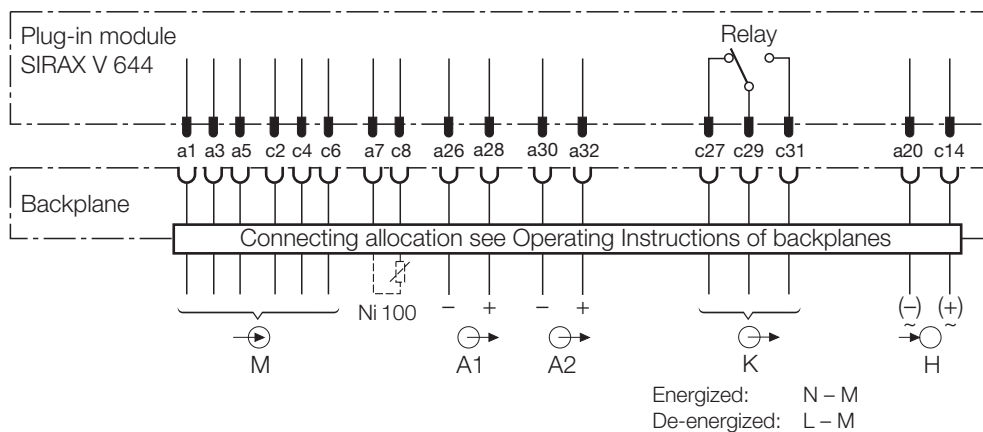 Plug-in module
SIRAX V 644
Relay
a1 a3 a5 c2 c4 c6 a7 c8 a26 a28 a30 a32 c27 c29 c31 a20 c14
Backplane
Connecting allocation see Operating Instructions of backplanes
Ni 100 – + – + (–) (+)
~ ~
M A1 A2 K H
Energized: N – M
De-energized: L – M